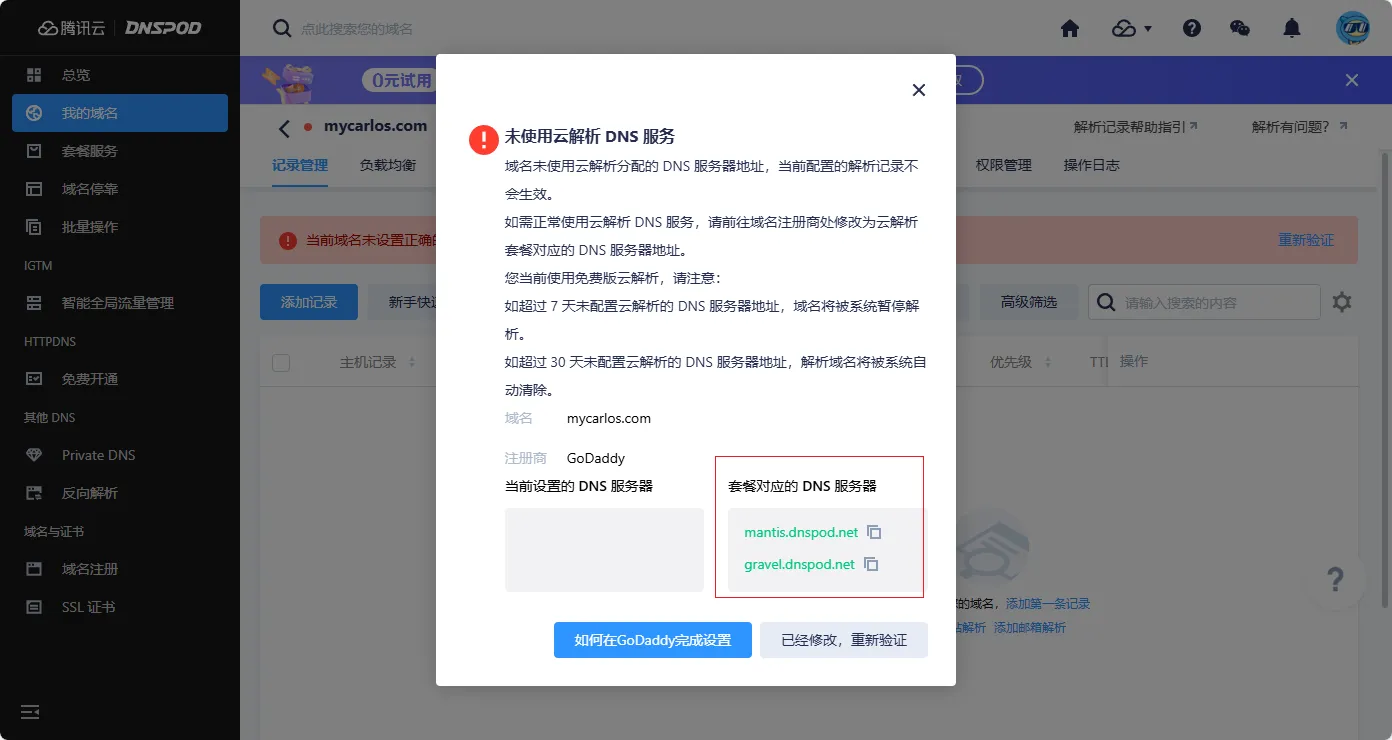 腾讯云 DNSPOD
点此搜索您的域名
总览
我的域名
套餐服务
域名停靠
批量操作
IGTM
智能全局流量管理
HTTPDNS
免费开通
其他 DNS
Private DNS
反向解析
域名与证书
域名注册
SSL 证书
0元试用
mycarlos.com
解析记录帮助指引
解析有问题?
记录管理
负载均衡
权限管理
操作日志
当前域名未设置正确的
重新验证
添加记录
新手快速
高级筛选
请输入搜索的内容
主机记录
优先级
TTL
操作
未使用云解析 DNS 服务
域名未使用云解析分配的 DNS 服务器地址，当前配置的解析记录不
会生效。
如需正常使用云解析 DNS 服务，请前往域名注册商处修改为云解析
套餐对应的 DNS 服务器地址。
您当前使用免费版云解析，请注意：
如超过 7 天未配置云解析的 DNS 服务器地址，域名将被系统暂停解
析。
如超过 30 天未配置云解析的 DNS 服务器地址，解析域名将被系统自
动清除。
域名 mycarlos.com
注册商 GoDaddy
当前设置的 DNS 服务器
套餐对应的 DNS 服务器
mantis.dnspod.net
gravel.dnspod.net
如何在GoDaddy完成设置
已经修改，重新验证
的域名，添加第一条记录
站解析 添加邮箱解析